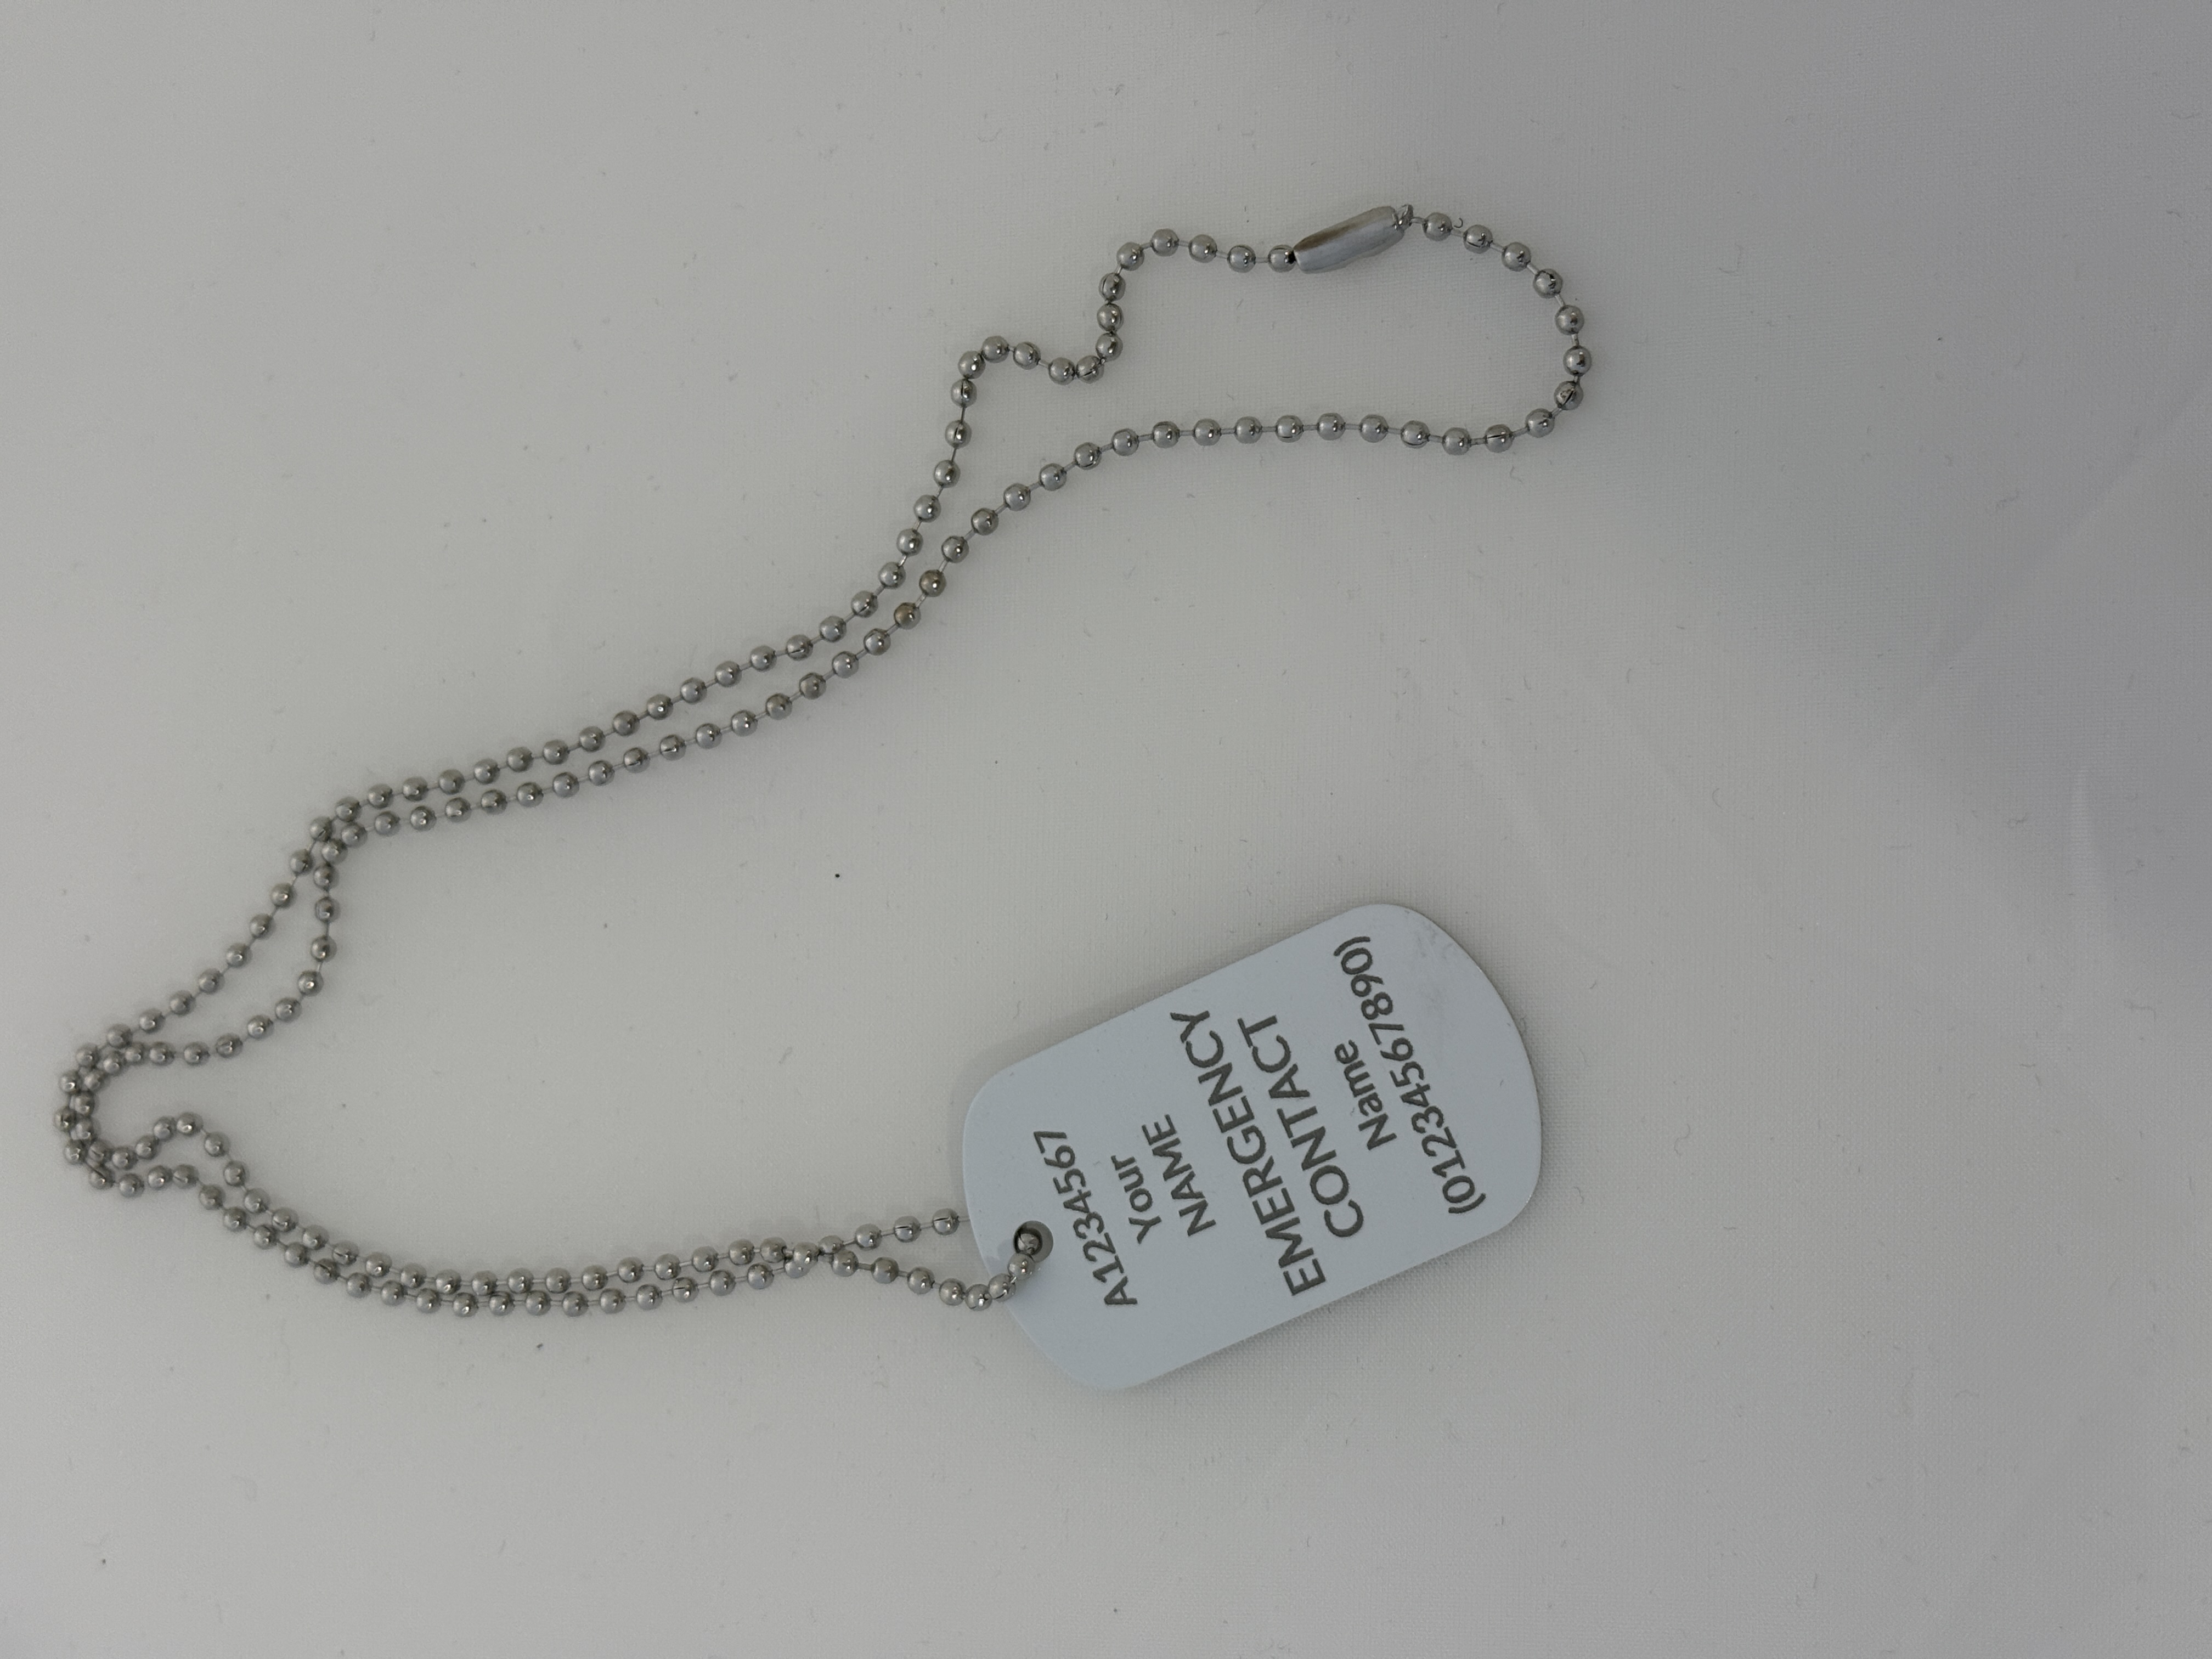 A1234567
Your
NAME
EMERGENCY
CONTACT
Name
(01234567890)